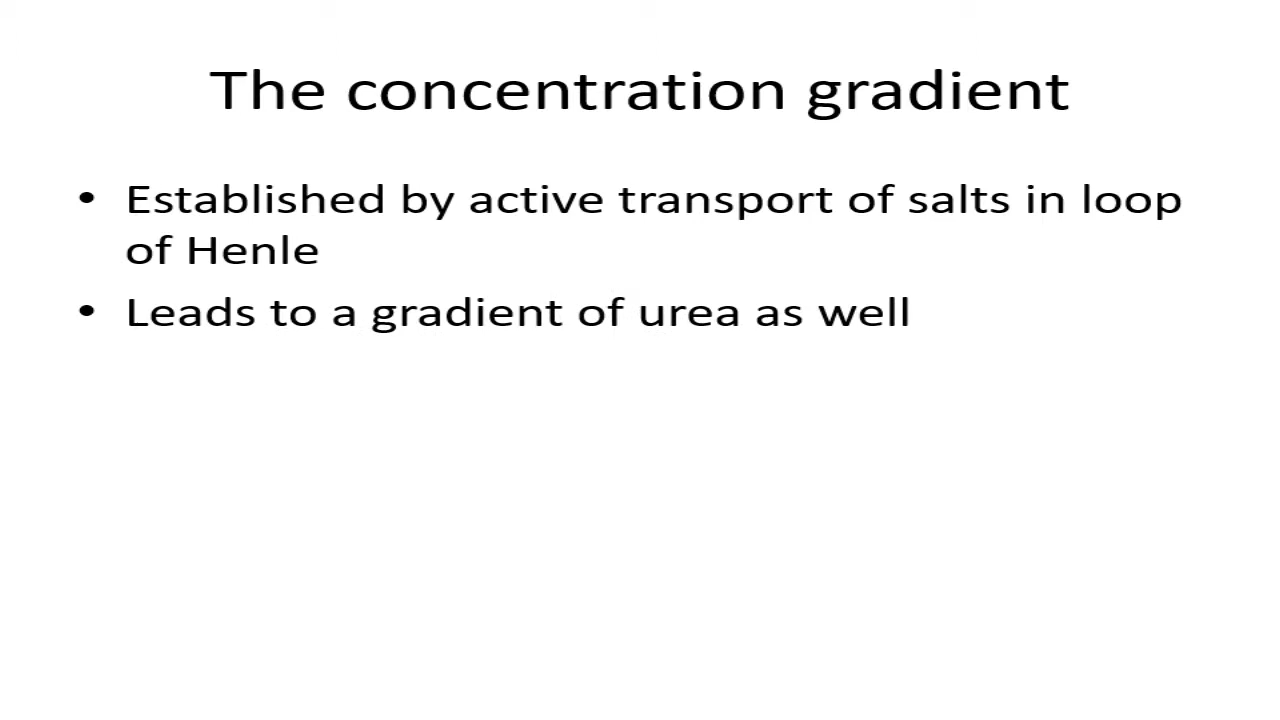 The concentration gradient
• Established by active transport of salts in loop
of Henle
• Leads to a gradient of urea as well